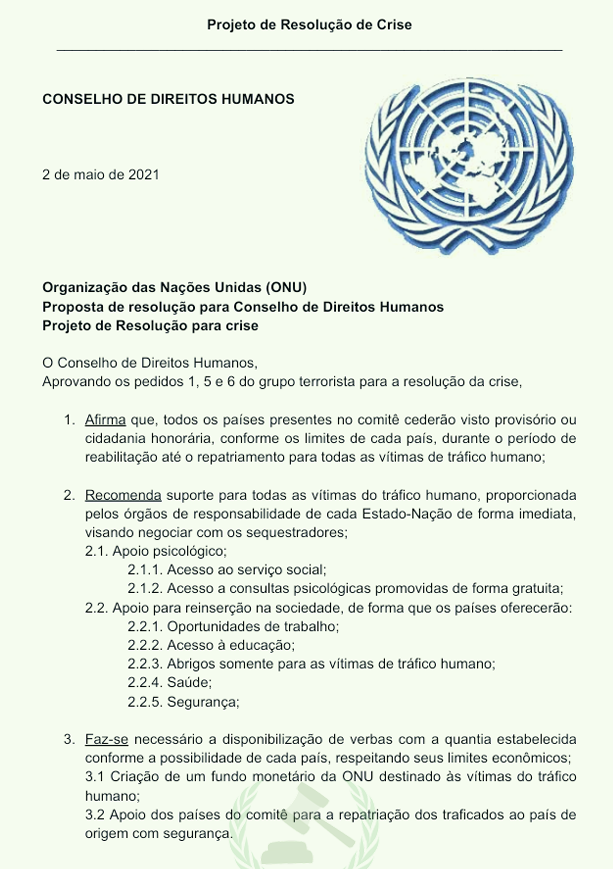 Projeto de Resolução de Crise
CONSELHO DE DIREITOS HUMANOS
2 de maio de 2021
Organização das Nações Unidas (ONU)
Proposta de resolução para Conselho de Direitos Humanos
Projeto de Resolução para crise
O Conselho de Direitos Humanos,
Aprovando os pedidos 1, 5 e 6 do grupo terrorista para a resolução da crise,
1. Afirma que, todos os países presentes no comitê cederão visto provisório ou
cidadania honorária, conforme os limites de cada país, durante o período de
reabilitação até o repatriamento para todas as vítimas de tráfico humano;
2. Recomenda suporte para todas as vítimas do tráfico humano, proporcionada
pelos órgãos de responsabilidade de cada Estado-Nação de forma imediata,
visando negociar com os sequestradores;
2.1. Apoio psicológico;
2.1.1. Acesso ao serviço social;
2.1.2. Acesso a consultas psicológicas promovidas de forma gratuita;
2.2. Apoio para reinserção na sociedade, de forma que os países oferecerão:
2.2.1. Oportunidades de trabalho;
2.2.2. Acesso à educação;
2.2.3. Abrigos somente para as vítimas de tráfico humano;
2.2.4. Saúde;
2.2.5. Segurança;
3. Faz-se necessário a disponibilização de verbas com a quantia estabelecida
conforme a possibilidade de cada país, respeitando seus limites econômicos;
3.1 Criação de um fundo monetário da ONU destinado às vítimas do tráfico
humano;
3.2 Apoio dos países do comitê para a repatriação dos traficados ao país de
origem com segurança.